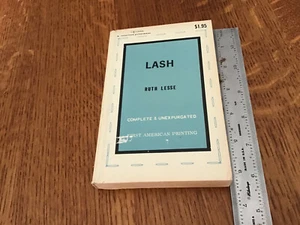 $1.95
LASH
RUTH LESSE
COMPLETE & UNEXPURGATED
FIRST AMERICAN PRINTING